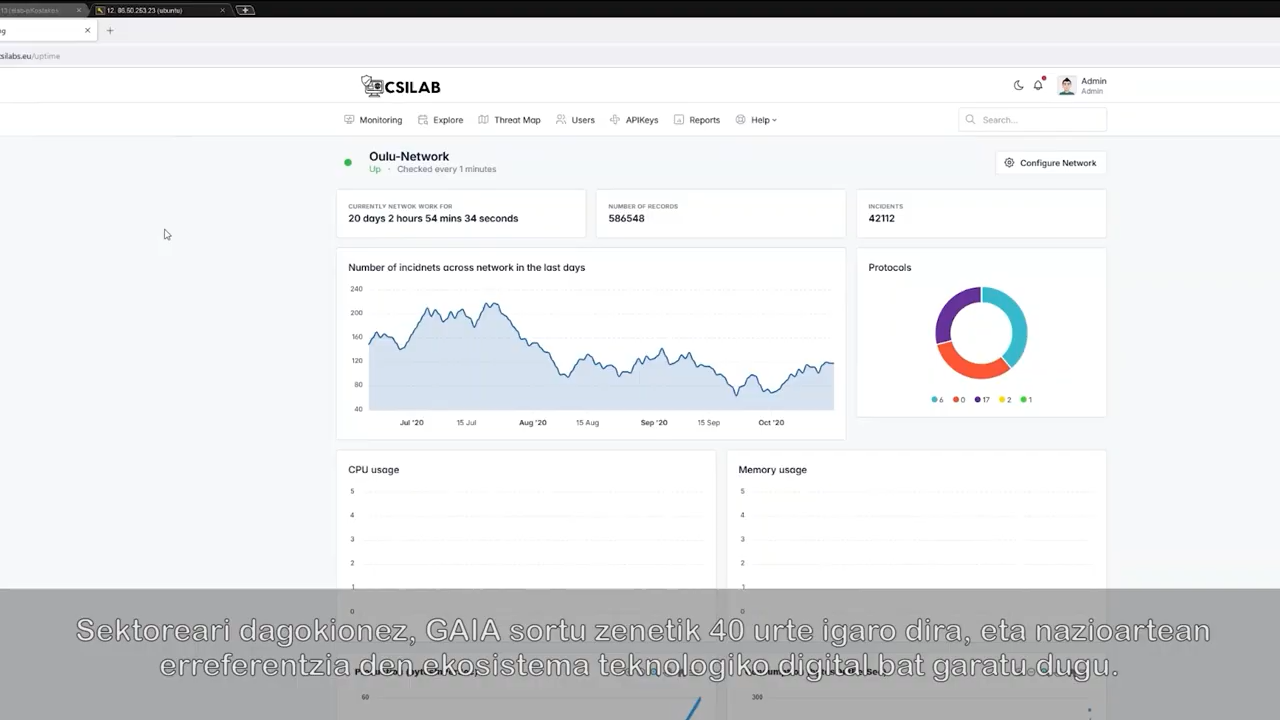 12. 86.50.253.23 (ubuntu)
csilabs.eu/uptime
CSILAB
Admin
Admin
Monitoring
Explore
Threat Map
Users
APIKeys
Reports
Help
Search...
Oulu-Network
Up · Checked every 1 minutes
Configure Network
CURRENTLY NETWOK WORK FOR
20 days 2 hours 54 mins 34 seconds
NUMBER OF RECORDS
586548
INCIDENTS
42112
Number of incidnets across network in the last days
240
200
160
120
80
40
Jul '20
15 Jul
Aug '20
15 Aug
Sep '20
15 Sep
Oct '20
Protocols
6 0 17 2 1
CPU usage
5
4
3
2
1
0
Memory usage
5
4
3
2
1
0
Sektoreari dagokionez, GAIA sortu zenetik 40 urte igaro dira, eta nazioartean
erreferentzia den ekosistema teknologiko digital bat garatu dugu.
60
300